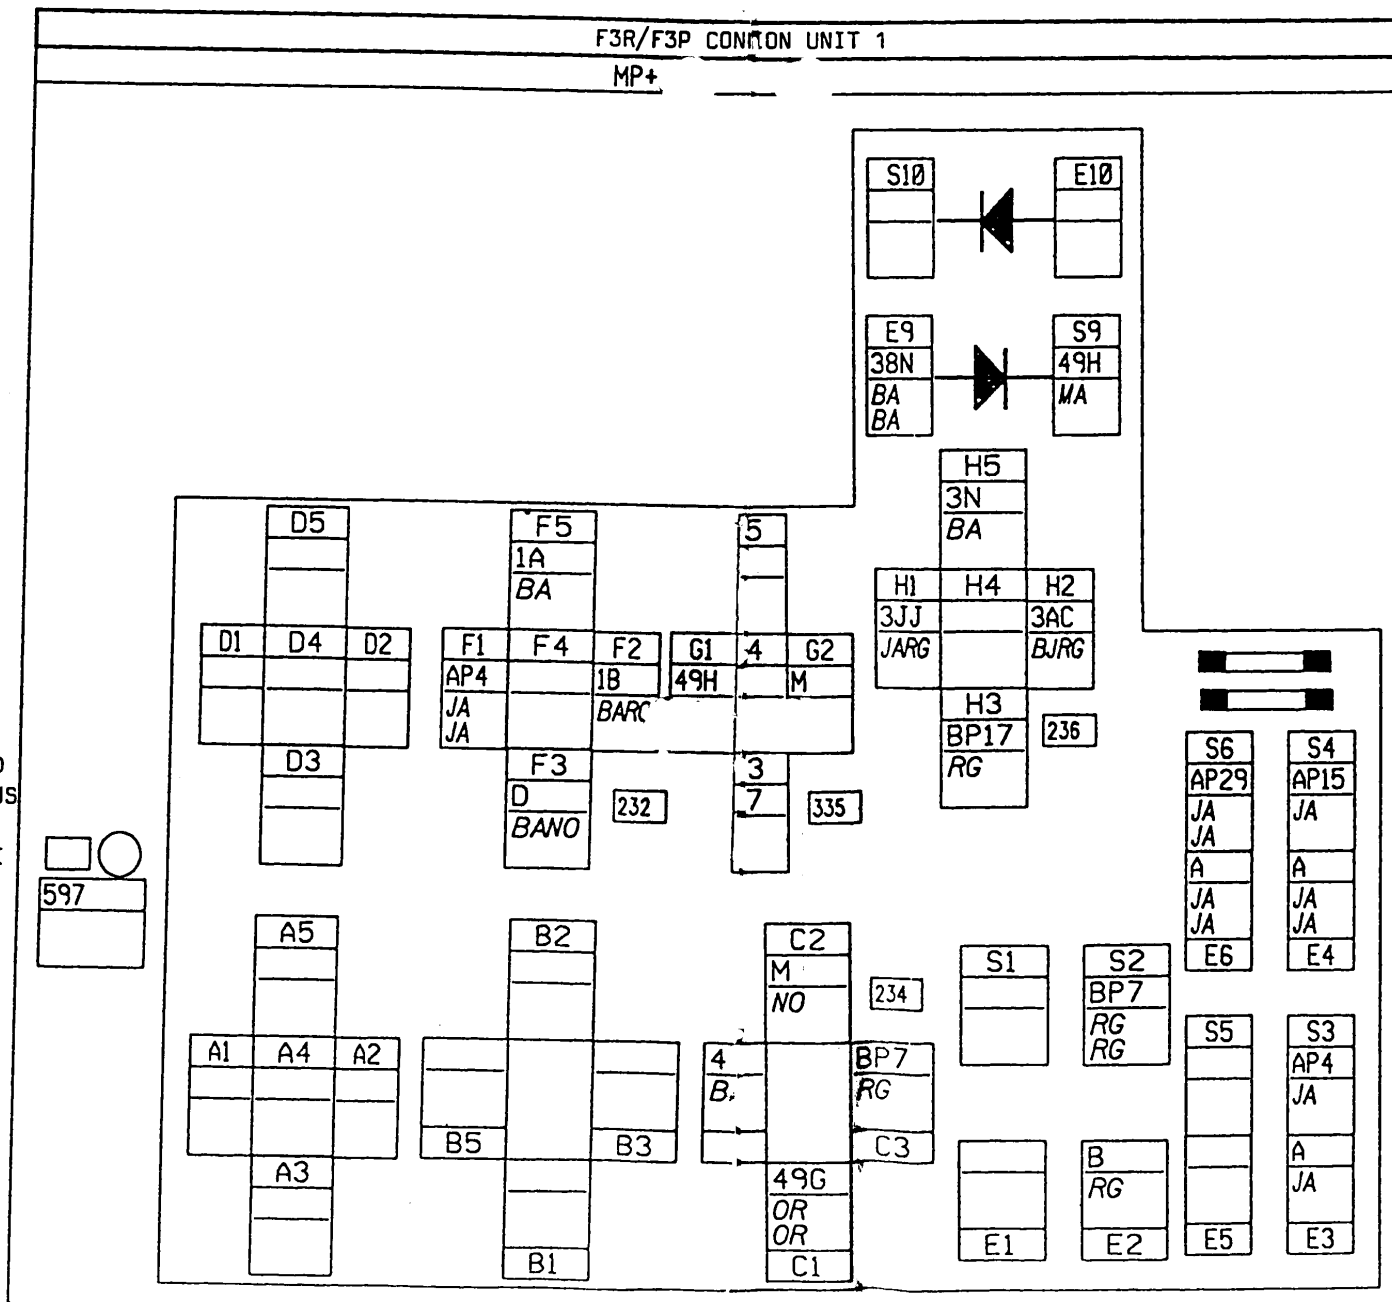 F3R/F3P CONNON UNIT 1
MP+
S10
E10
E9
38N
BA
BA
S9
49H
MA
H5
3N
BA
H1
H4
H2
3JJ
3AC
JARG
BJRG
H3
BP17
RG
236
D5
D1
D4
D2
D3
F5
1A
BA
F1
F4
F2
AP4
1B
JA
JA
F3
D
BANO
232
5
G1
4
G2
49H
M
3
7
335
S6
AP29
JA
JA
A
JA
JA
E6
S4
AP15
JA
A
JA
JA
E4
597
A5
A1
A4
A2
A3
B2
B5
B3
B1
C2
M
NO
234
4
BP7
RG
C3
49G
OR
OR
C1
S1
E1
S2
BP7
RG
RG
B
RG
E2
S5
E5
S3
AP4
JA
A
JA
E3